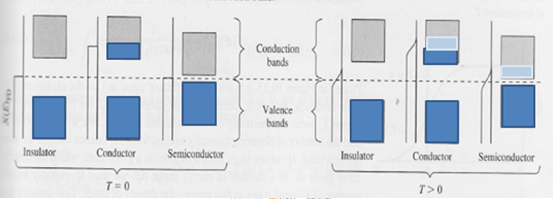 Conduction
bands
Valence
bands
Insulator
Conductor
Semiconductor
T = 0
Insulator
Conductor
Semiconductor
T > 0